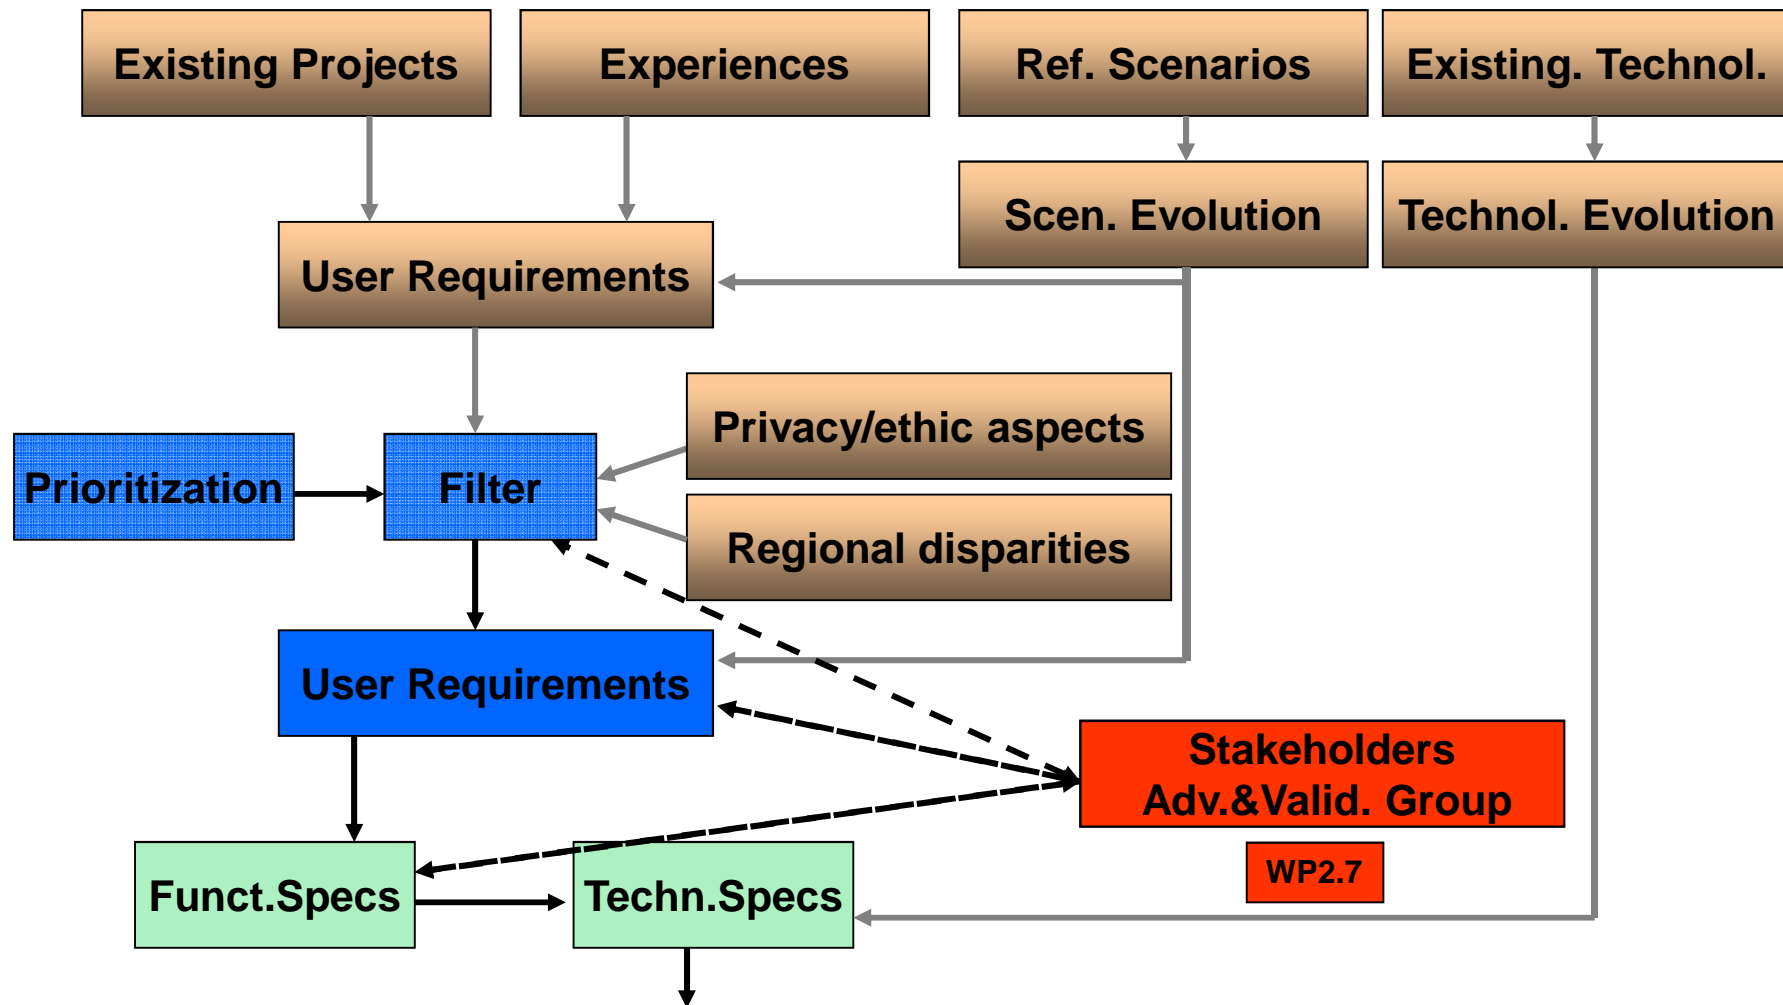 Existing Projects
Experiences
Ref. Scenarios
Existing. Technol.
Scen. Evolution
Technol. Evolution
User Requirements
Privacy/ethic aspects
Prioritization
Filter
Regional disparities
User Requirements
Stakeholders
Adv.&Valid. Group
WP2.7
Funct.Specs
Techn.Specs